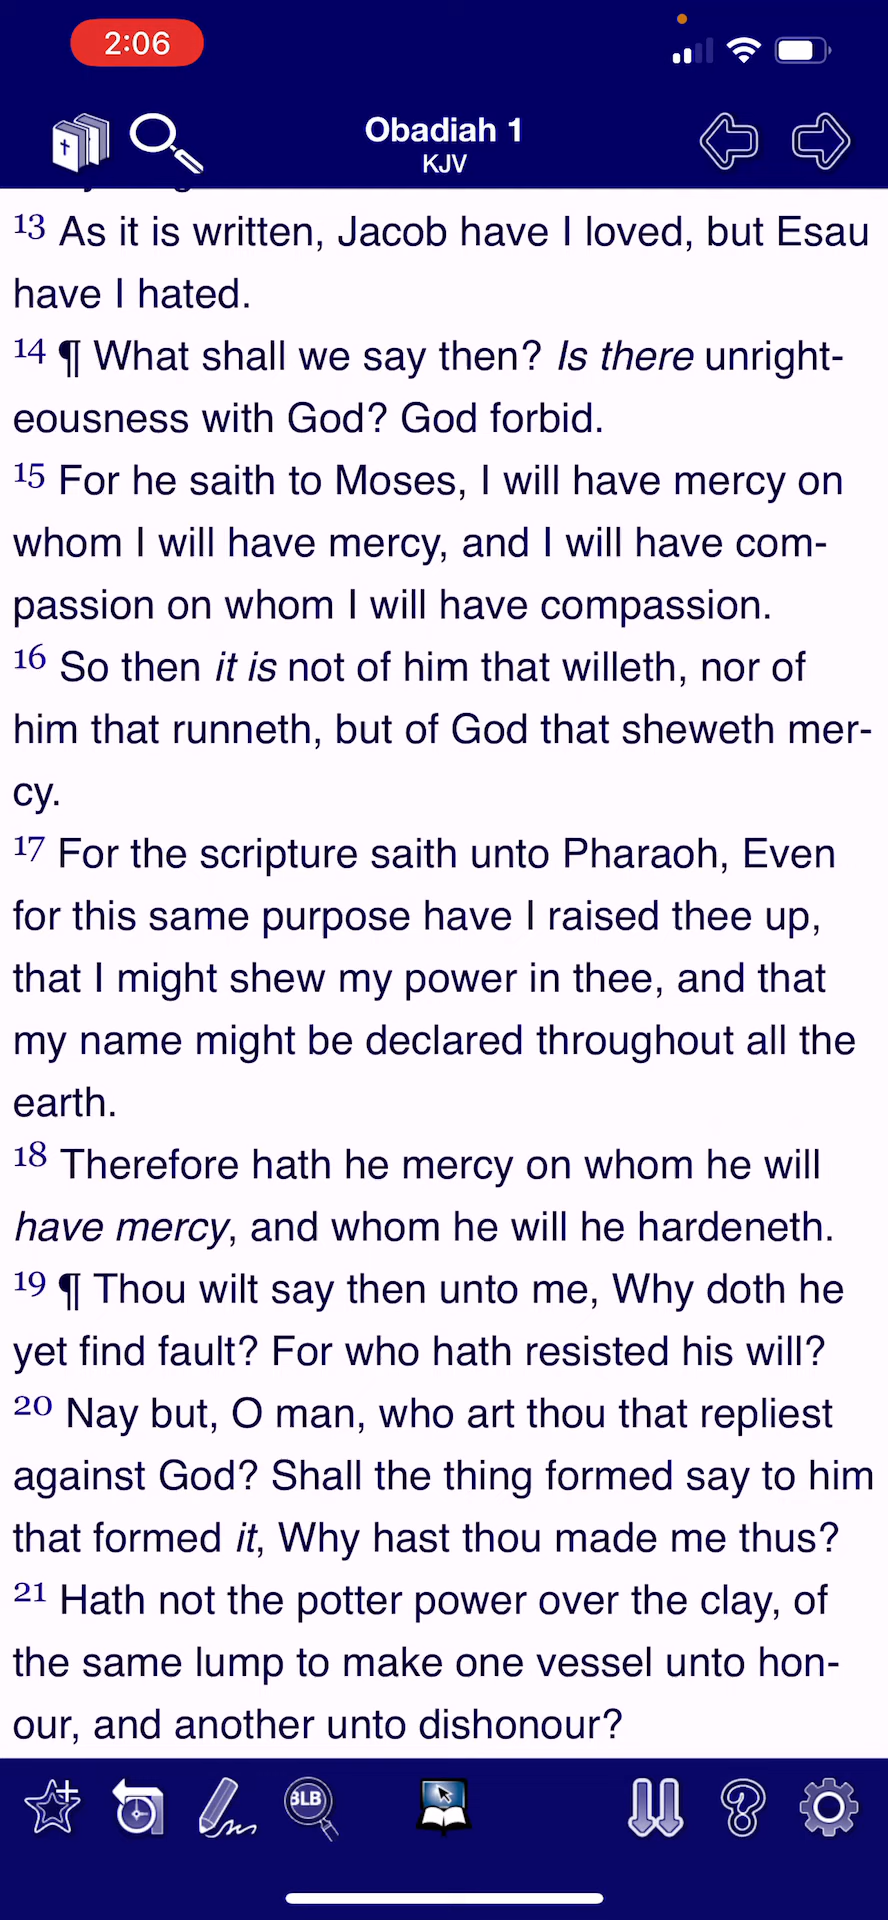 2:06
Obadiah 1
KJV
13 As it is written, Jacob have I loved, but Esau
have I hated.
14 ¶ What shall we say then? Is there unright-
eousness with God? God forbid.
15 For he saith to Moses, I will have mercy on
whom I will have mercy, and I will have com-
passion on whom I will have compassion.
16 So then it is not of him that willeth, nor of
him that runneth, but of God that sheweth mer-
cy.
17 For the scripture saith unto Pharaoh, Even
for this same purpose have I raised thee up,
that I might shew my power in thee, and that
my name might be declared throughout all the
earth.
18 Therefore hath he mercy on whom he will
have mercy, and whom he will he hardeneth.
19 ¶ Thou wilt say then unto me, Why doth he
yet find fault? For who hath resisted his will?
20 Nay but, O man, who art thou that repliest
against God? Shall the thing formed say to him
that formed it, Why hast thou made me thus?
21 Hath not the potter power over the clay, of
the same lump to make one vessel unto hon-
our, and another unto dishonour?
BLB